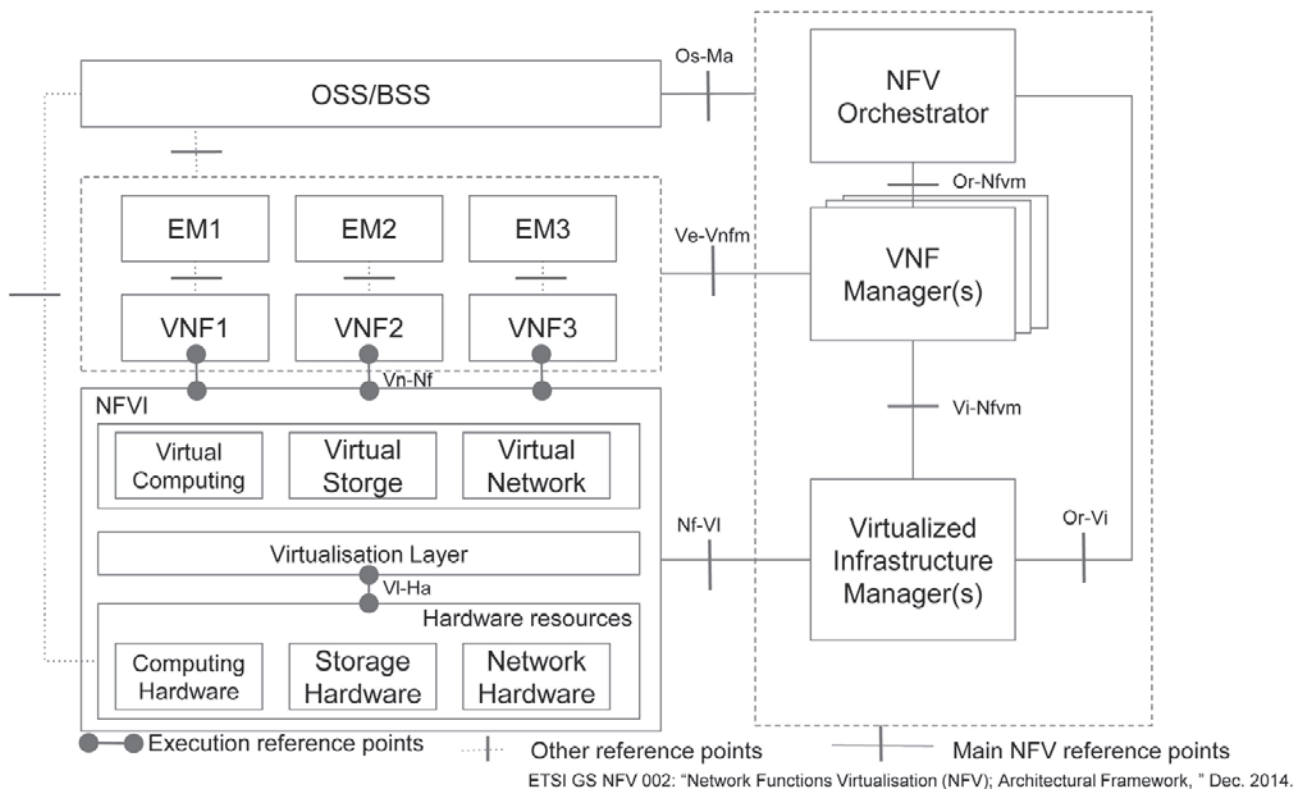 Os-Ma
OSS/BSS
NFV
Orchestrator
Or-Nfvm
EM1
EM2
EM3
Ve-Vnfm
VNF
Manager(s)
VNF1
VNF2
VNF3
Vn-Nf
Vi-Nfvm
NFVI
Virtual
Computing
Virtual
Storge
Virtual
Network
Nf-VI
Virtualized
Infrastructure
Manager(s)
Or-Vi
Virtualisation Layer
VI-Ha
Hardware resources
Computing
Hardware
Storage
Hardware
Network
Hardware
Execution reference points
Other reference points
Main NFV reference points
ETSI GS NFV 002: “Network Functions Virtualisation (NFV); Architectural Framework, ” Dec. 2014.